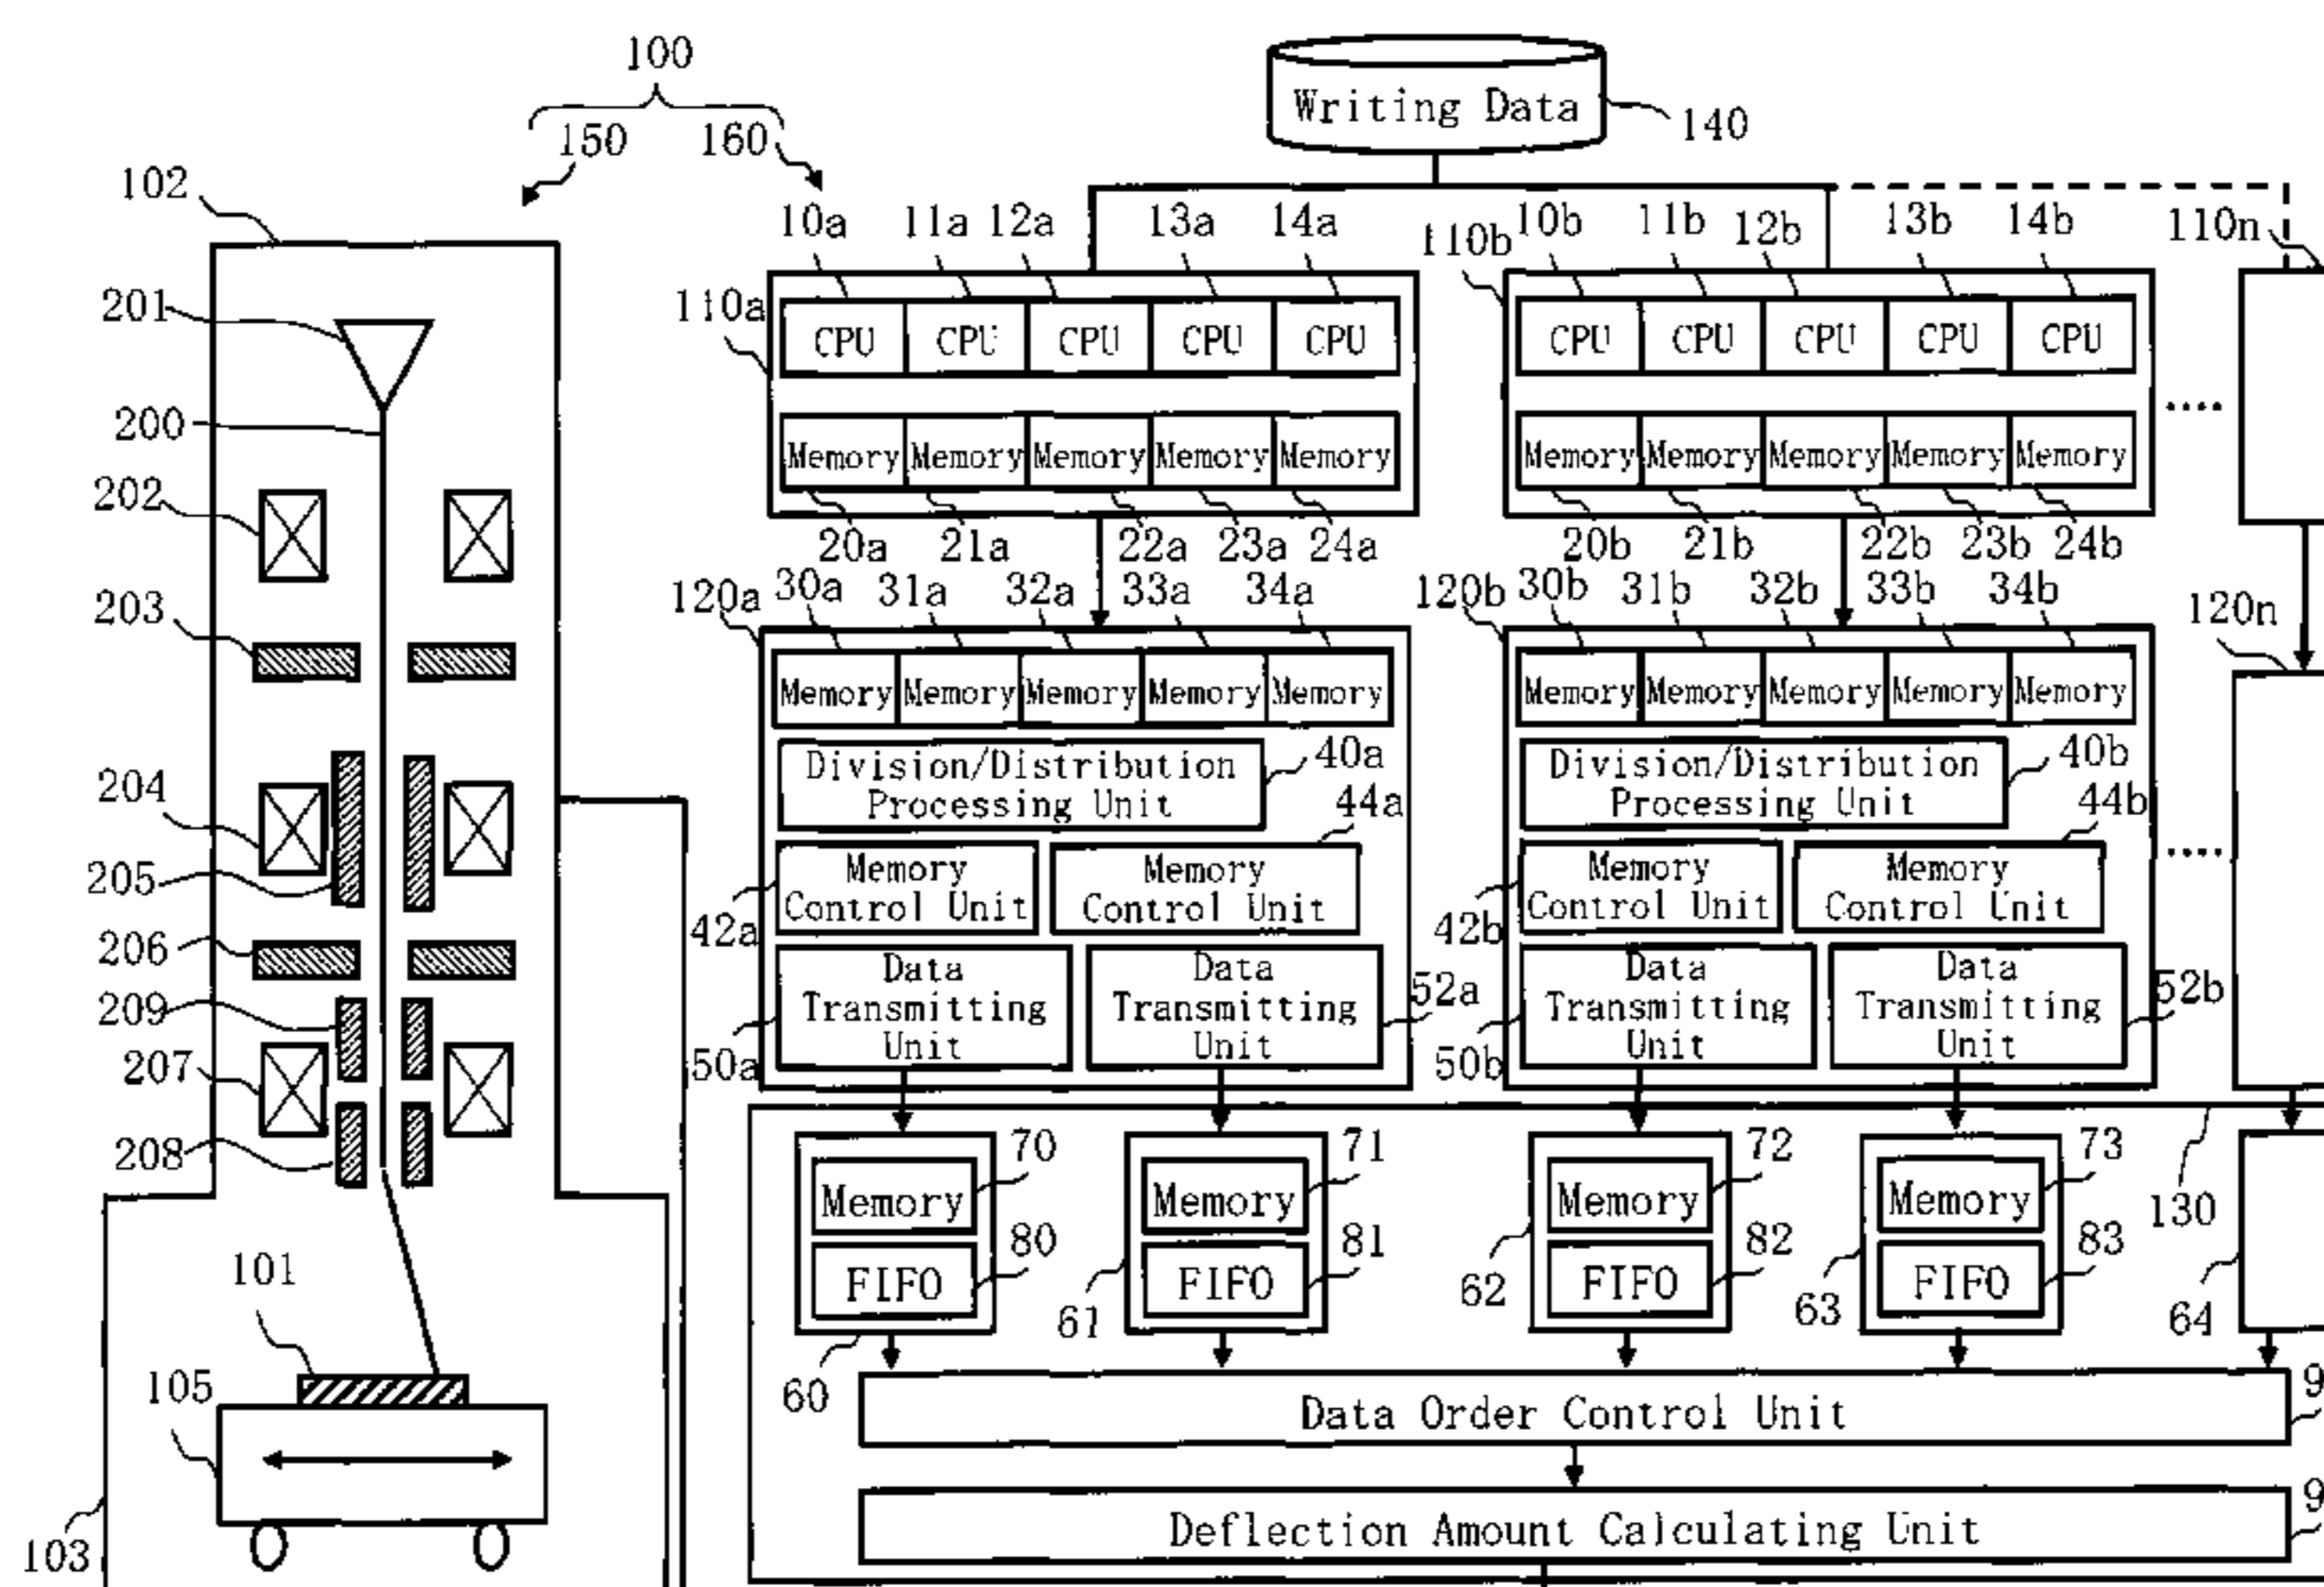 100
150 160
Writing Data
140
102
10a 11a 12a 13a 14a
110b 10b 11b 12b 13b 14b 110n
201
110a
CPU CPU CPU CPU CPU
CPU CPU CPU CPU CPU
200
....
Memory Memory Memory Memory Memory
Memory Memory Memory Memory Memory
202
20a 21a 22a 23a 24a
20b 21b 22b 23b 24b
203
120a 30a 31a 32a 33a 34a
120b 30b 31b 32b 33b 34b
120n
Memory Memory Memory Memory Memory
Memory Memory Memory Memory Memory
204
Division/Distribution
Processing Unit
40a
44a
Division/Distribution
Processing Unit
40b
44b
205
Memory
Control Unit
Memory
Control Unit
42a
Memory
Control Unit
Memory
Control Unit
42b
....
206
Data
Transmitting
Unit
Data
Transmitting
Unit
52a
50a
Data
Transmitting
Unit
Data
Transmitting
Unit
52b
50b
209
207
208
70
Memory
80
FIFO
60
71
Memory
81
FIFO
61
72
Memory
82
FIFO
62
73
Memory
83
FIFO
63
130
64
101
105
103
Data Order Control Unit
9
Deflection Amount Calculating Unit
9